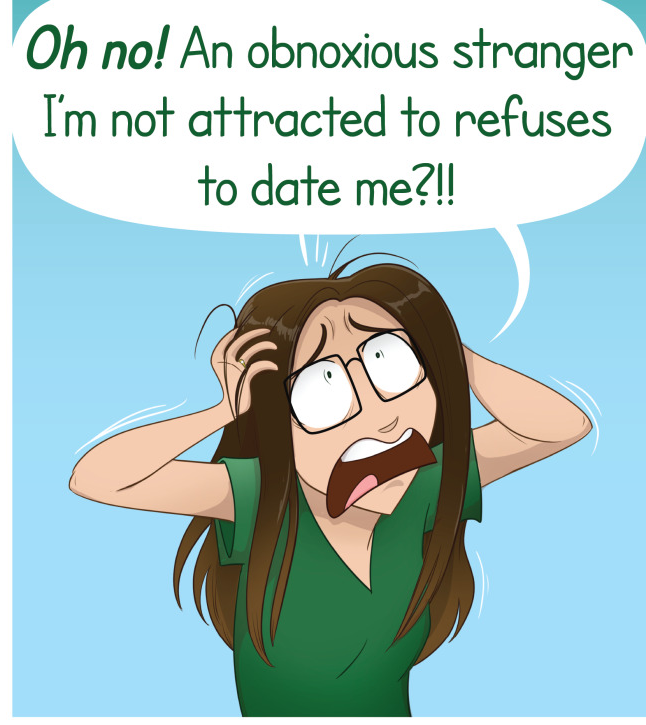 Oh no! An obnoxious stranger
I'm not attracted to refuses
to date me?!!